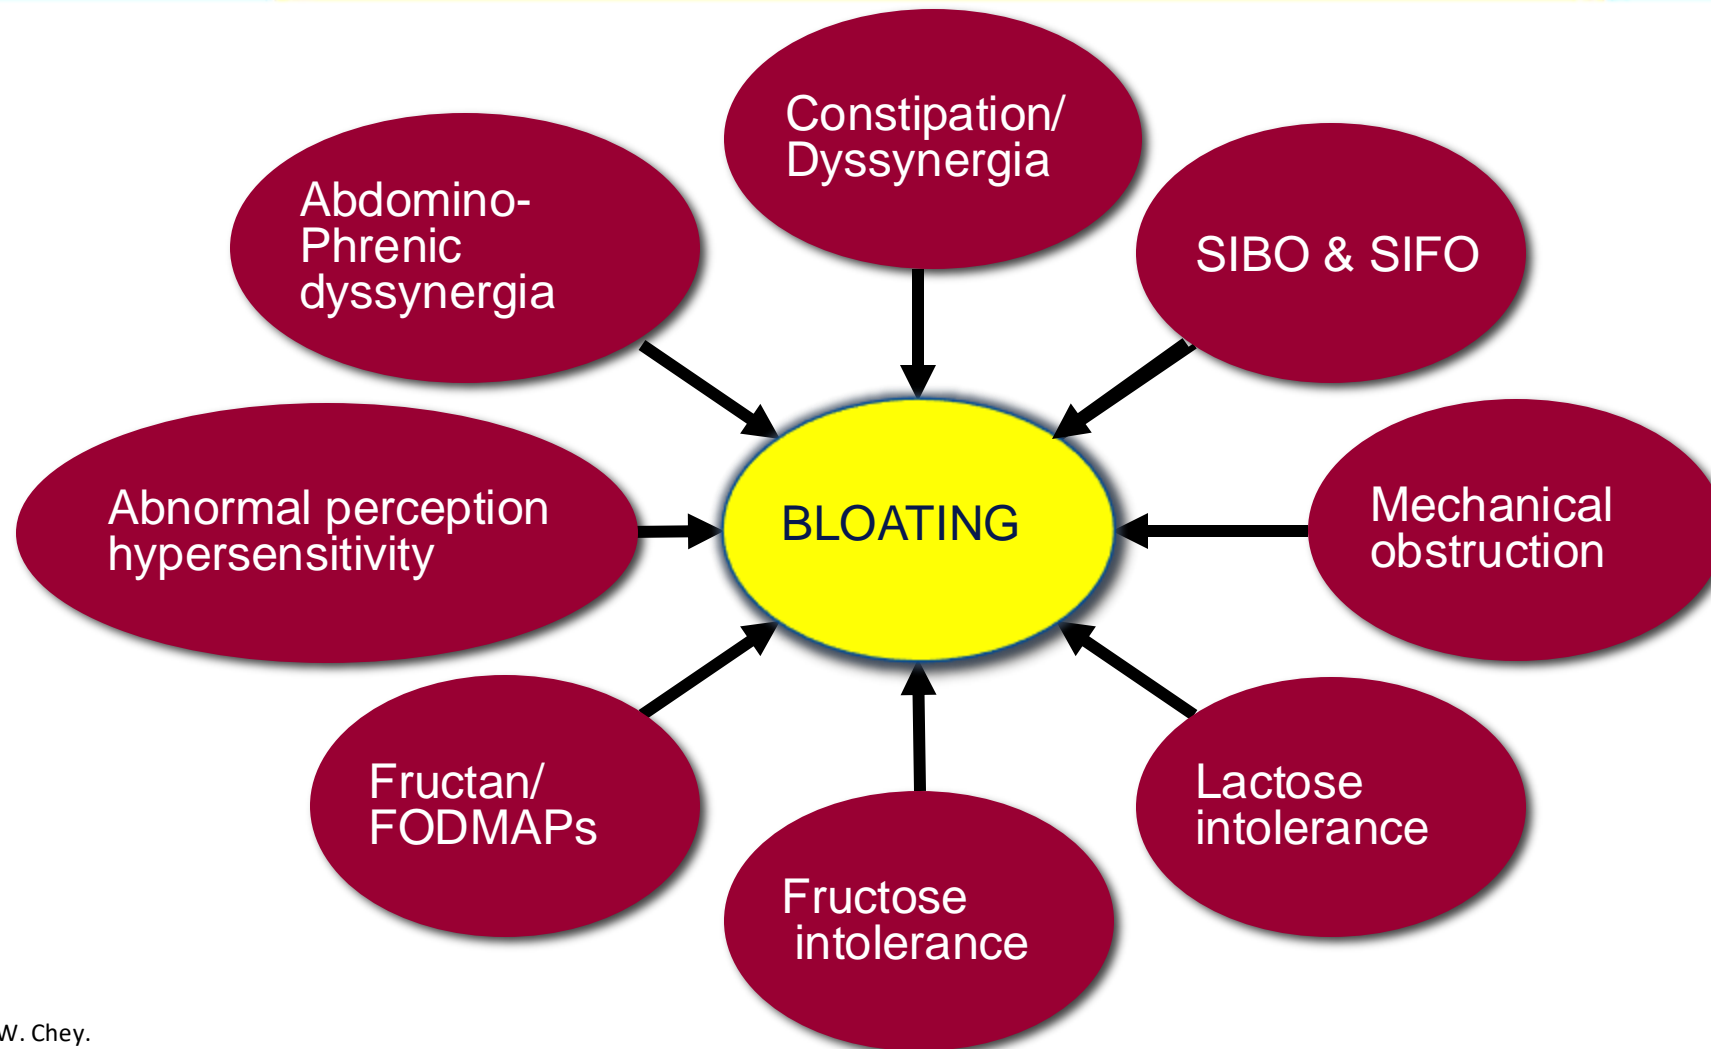 Constipation/
Dyssynergia
Abdomino-
Phrenic
dyssynergia
SIBO & SIFO
Abnormal perception
hypersensitivity
BLOATING
Mechanical
obstruction
Fructan/
FODMAPs
Lactose
intolerance
Fructose
intolerance
W. Chey.